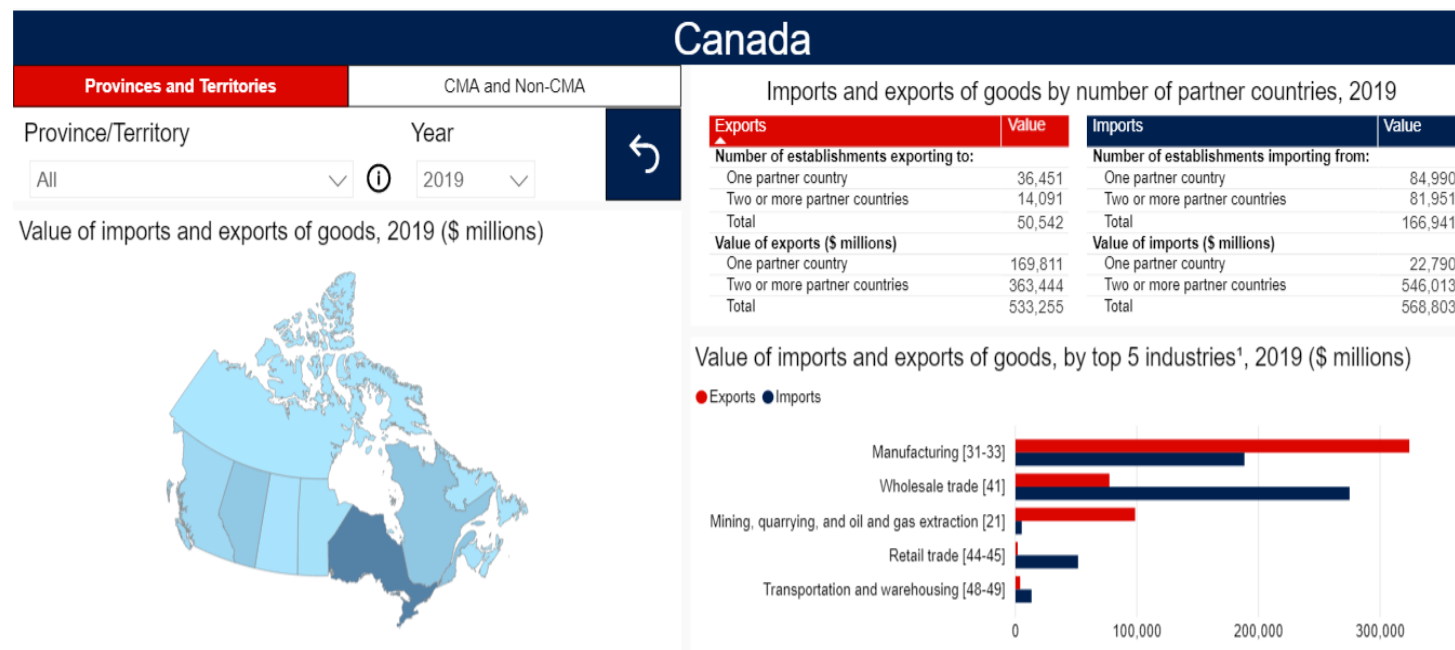 Canada
Provinces and Territories
CMA and Non-CMA
Province/Territory
Year
All
2019
Value of imports and exports of goods, 2019 ($ millions)
Imports and exports of goods by number of partner countries, 2019
Exports Value
Number of establishments exporting to:
One partner country 36,451
Two or more partner countries 14,091
Total 50,542
Value of exports ($ millions)
One partner country 169,811
Two or more partner countries 363,444
Total 533,255
Imports Value
Number of establishments importing from:
One partner country 84,990
Two or more partner countries 81,951
Total 166,941
Value of imports ($ millions)
One partner country 22,790
Two or more partner countries 546,013
Total 568,803
Value of imports and exports of goods, by top 5 industries¹, 2019 ($ millions)
Exports Imports
Manufacturing [31-33]
Wholesale trade [41]
Mining, quarrying, and oil and gas extraction [21]
Retail trade [44-45]
Transportation and warehousing [48-49]
0 100,000 200,000 300,000